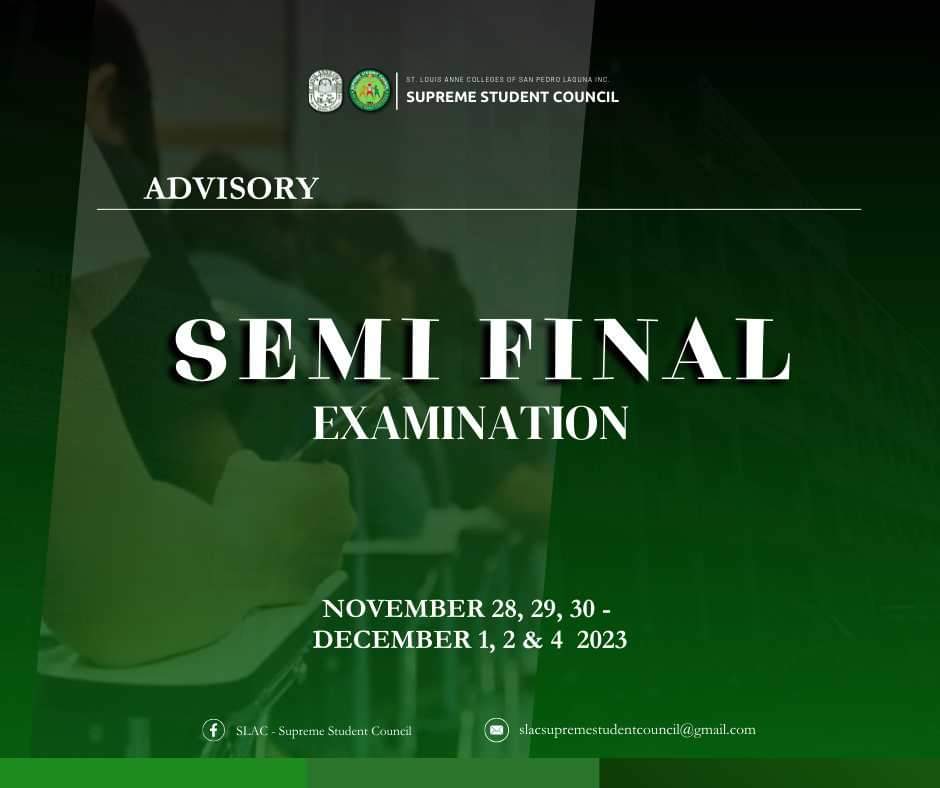 ST. LOUIS ANNE COLLEGES OF SAN PEDRO LAGUNA INC.
SUPREME STUDENT COUNCIL
ADVISORY
SEMI FINAL
EXAMINATION
NOVEMBER 28, 29, 30 -
DECEMBER 1, 2 & 4 2023
SLAC - Supreme Student Council
slacsupremestudentcouncil@gmail.com